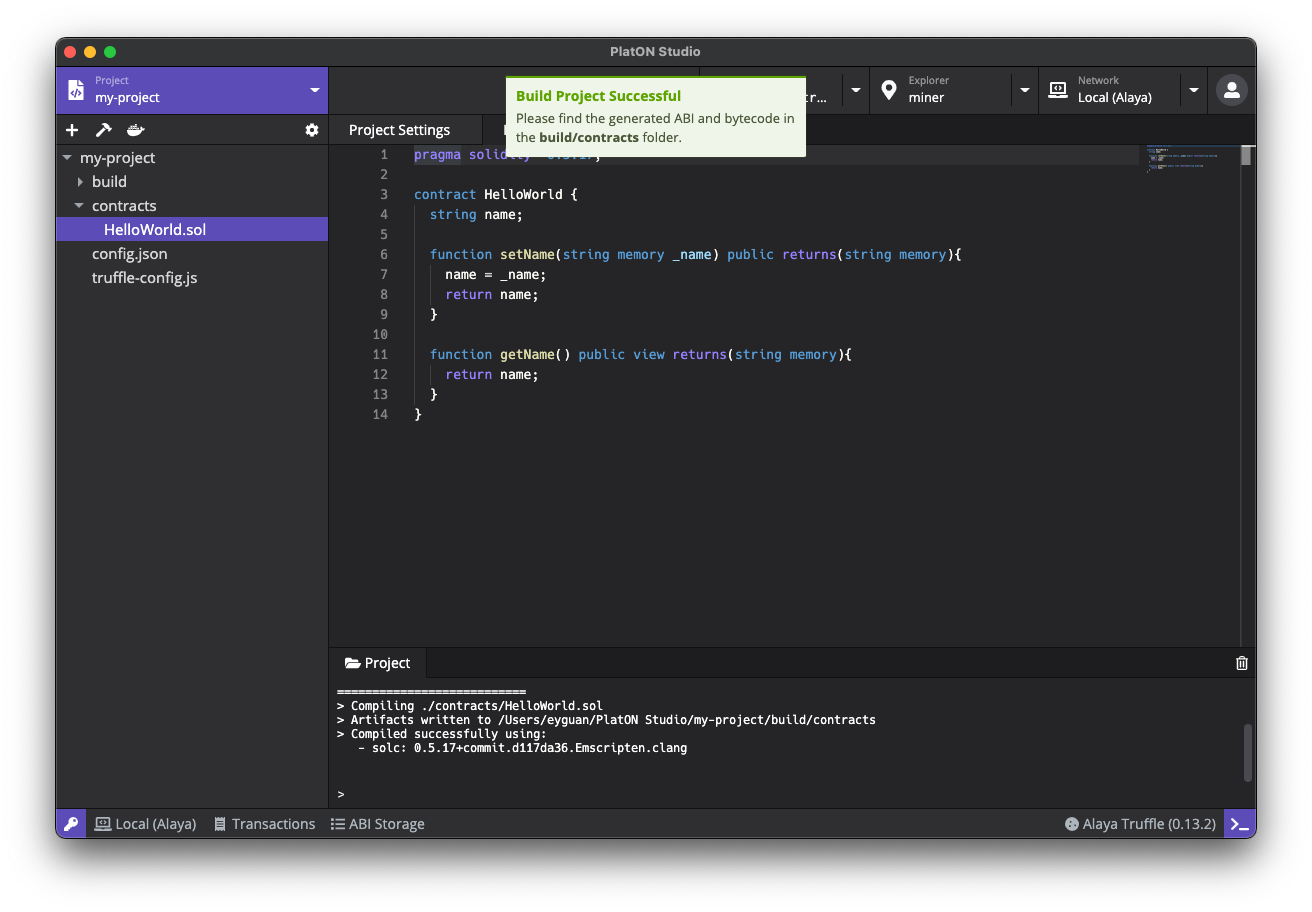 PlatON Studio
Project
my-project
tr...
Explorer
miner
Network
Local (Alaya)
Build Project Successful
Please find the generated ABI and bytecode in
the build/contracts folder.
Project Settings
my-project
build
contracts
HelloWorld.sol
config.json
truffle-config.js
1 pragma solidity
2
3 contract HelloWorld {
4 string name;
5
6 function setName(string memory _name) public returns(string memory){
7 name = _name;
8 return name;
9 }
10
11 function getName() public view returns(string memory){
12 return name;
13 }
14 }
Project
===========================
> Compiling ./contracts/HelloWorld.sol
> Artifacts written to /Users/eyguan/PlatON Studio/my-project/build/contracts
> Compiled successfully using:
- solc: 0.5.17+commit.d117da36.Emscripten.clang
>
Local (Alaya) Transactions ABI Storage Alaya Truffle (0.13.2)